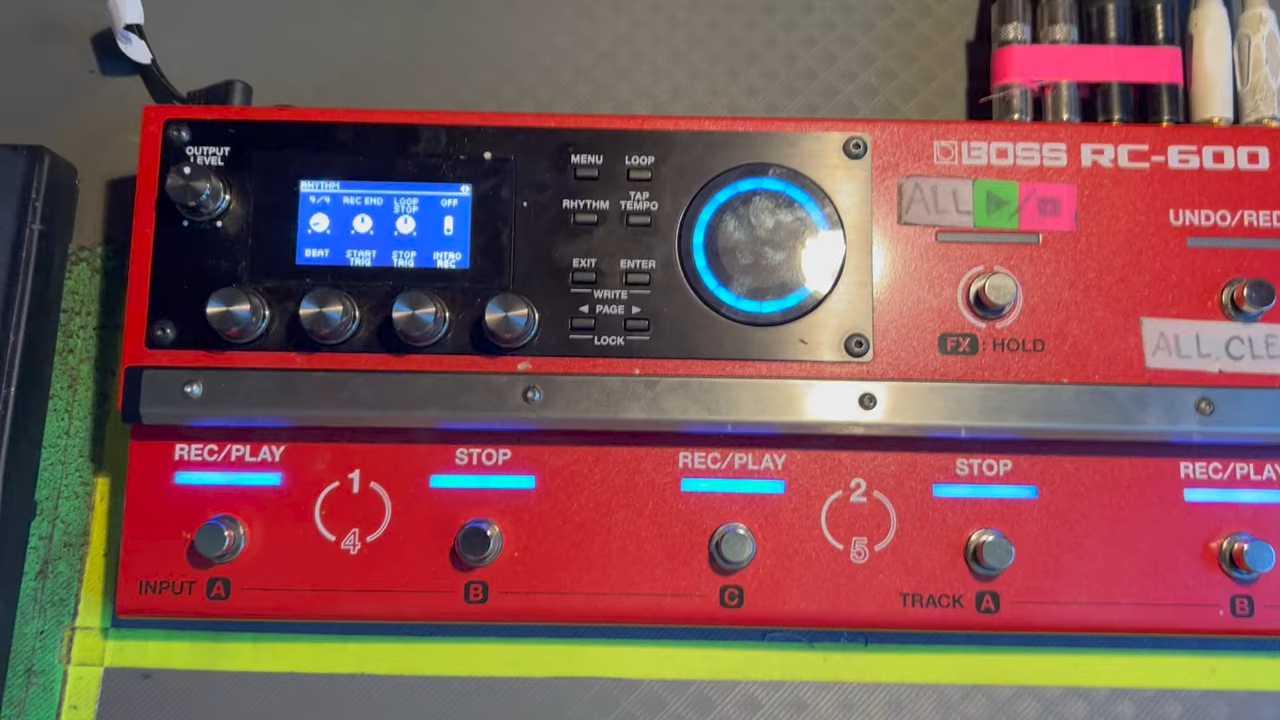 OUTPUT
LEVEL
RHYTHM
4/4 REC END LOOP STOP OFF
BEAT START TRIG STOP TRIG INTRO REC
MENU LOOP
RHYTHM TAP TEMPO
EXIT ENTER
WRITE
◀ PAGE ▶
LOCK
BOSS RC-600
ALL
UNDO/RED
FX : HOLD
ALL CLE
REC/PLAY 1 STOP REC/PLAY 2 STOP REC/PLAY
4 5
INPUT A B C TRACK A B